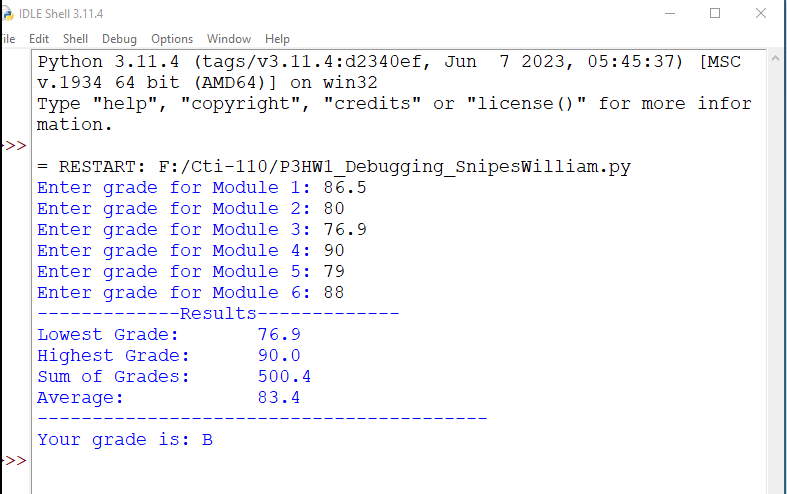 IDLE Shell 3.11.4
ile Edit Shell Debug Options Window Help
Python 3.11.4 (tags/v3.11.4:d2340ef, Jun  7 2023, 05:45:37) [MSC
v.1934 64 bit (AMD64)] on win32
Type "help", "copyright", "credits" or "license()" for more infor
mation.
>>
= RESTART: F:/Cti-110/P3HW1_Debugging_SnipesWilliam.py
Enter grade for Module 1: 86.5
Enter grade for Module 2: 80
Enter grade for Module 3: 76.9
Enter grade for Module 4: 90
Enter grade for Module 5: 79
Enter grade for Module 6: 88
-------------Results-------------
Lowest Grade:       76.9
Highest Grade:      90.0
Sum of Grades:      500.4
Average:            83.4
-----------------------------------------
Your grade is: B
>>